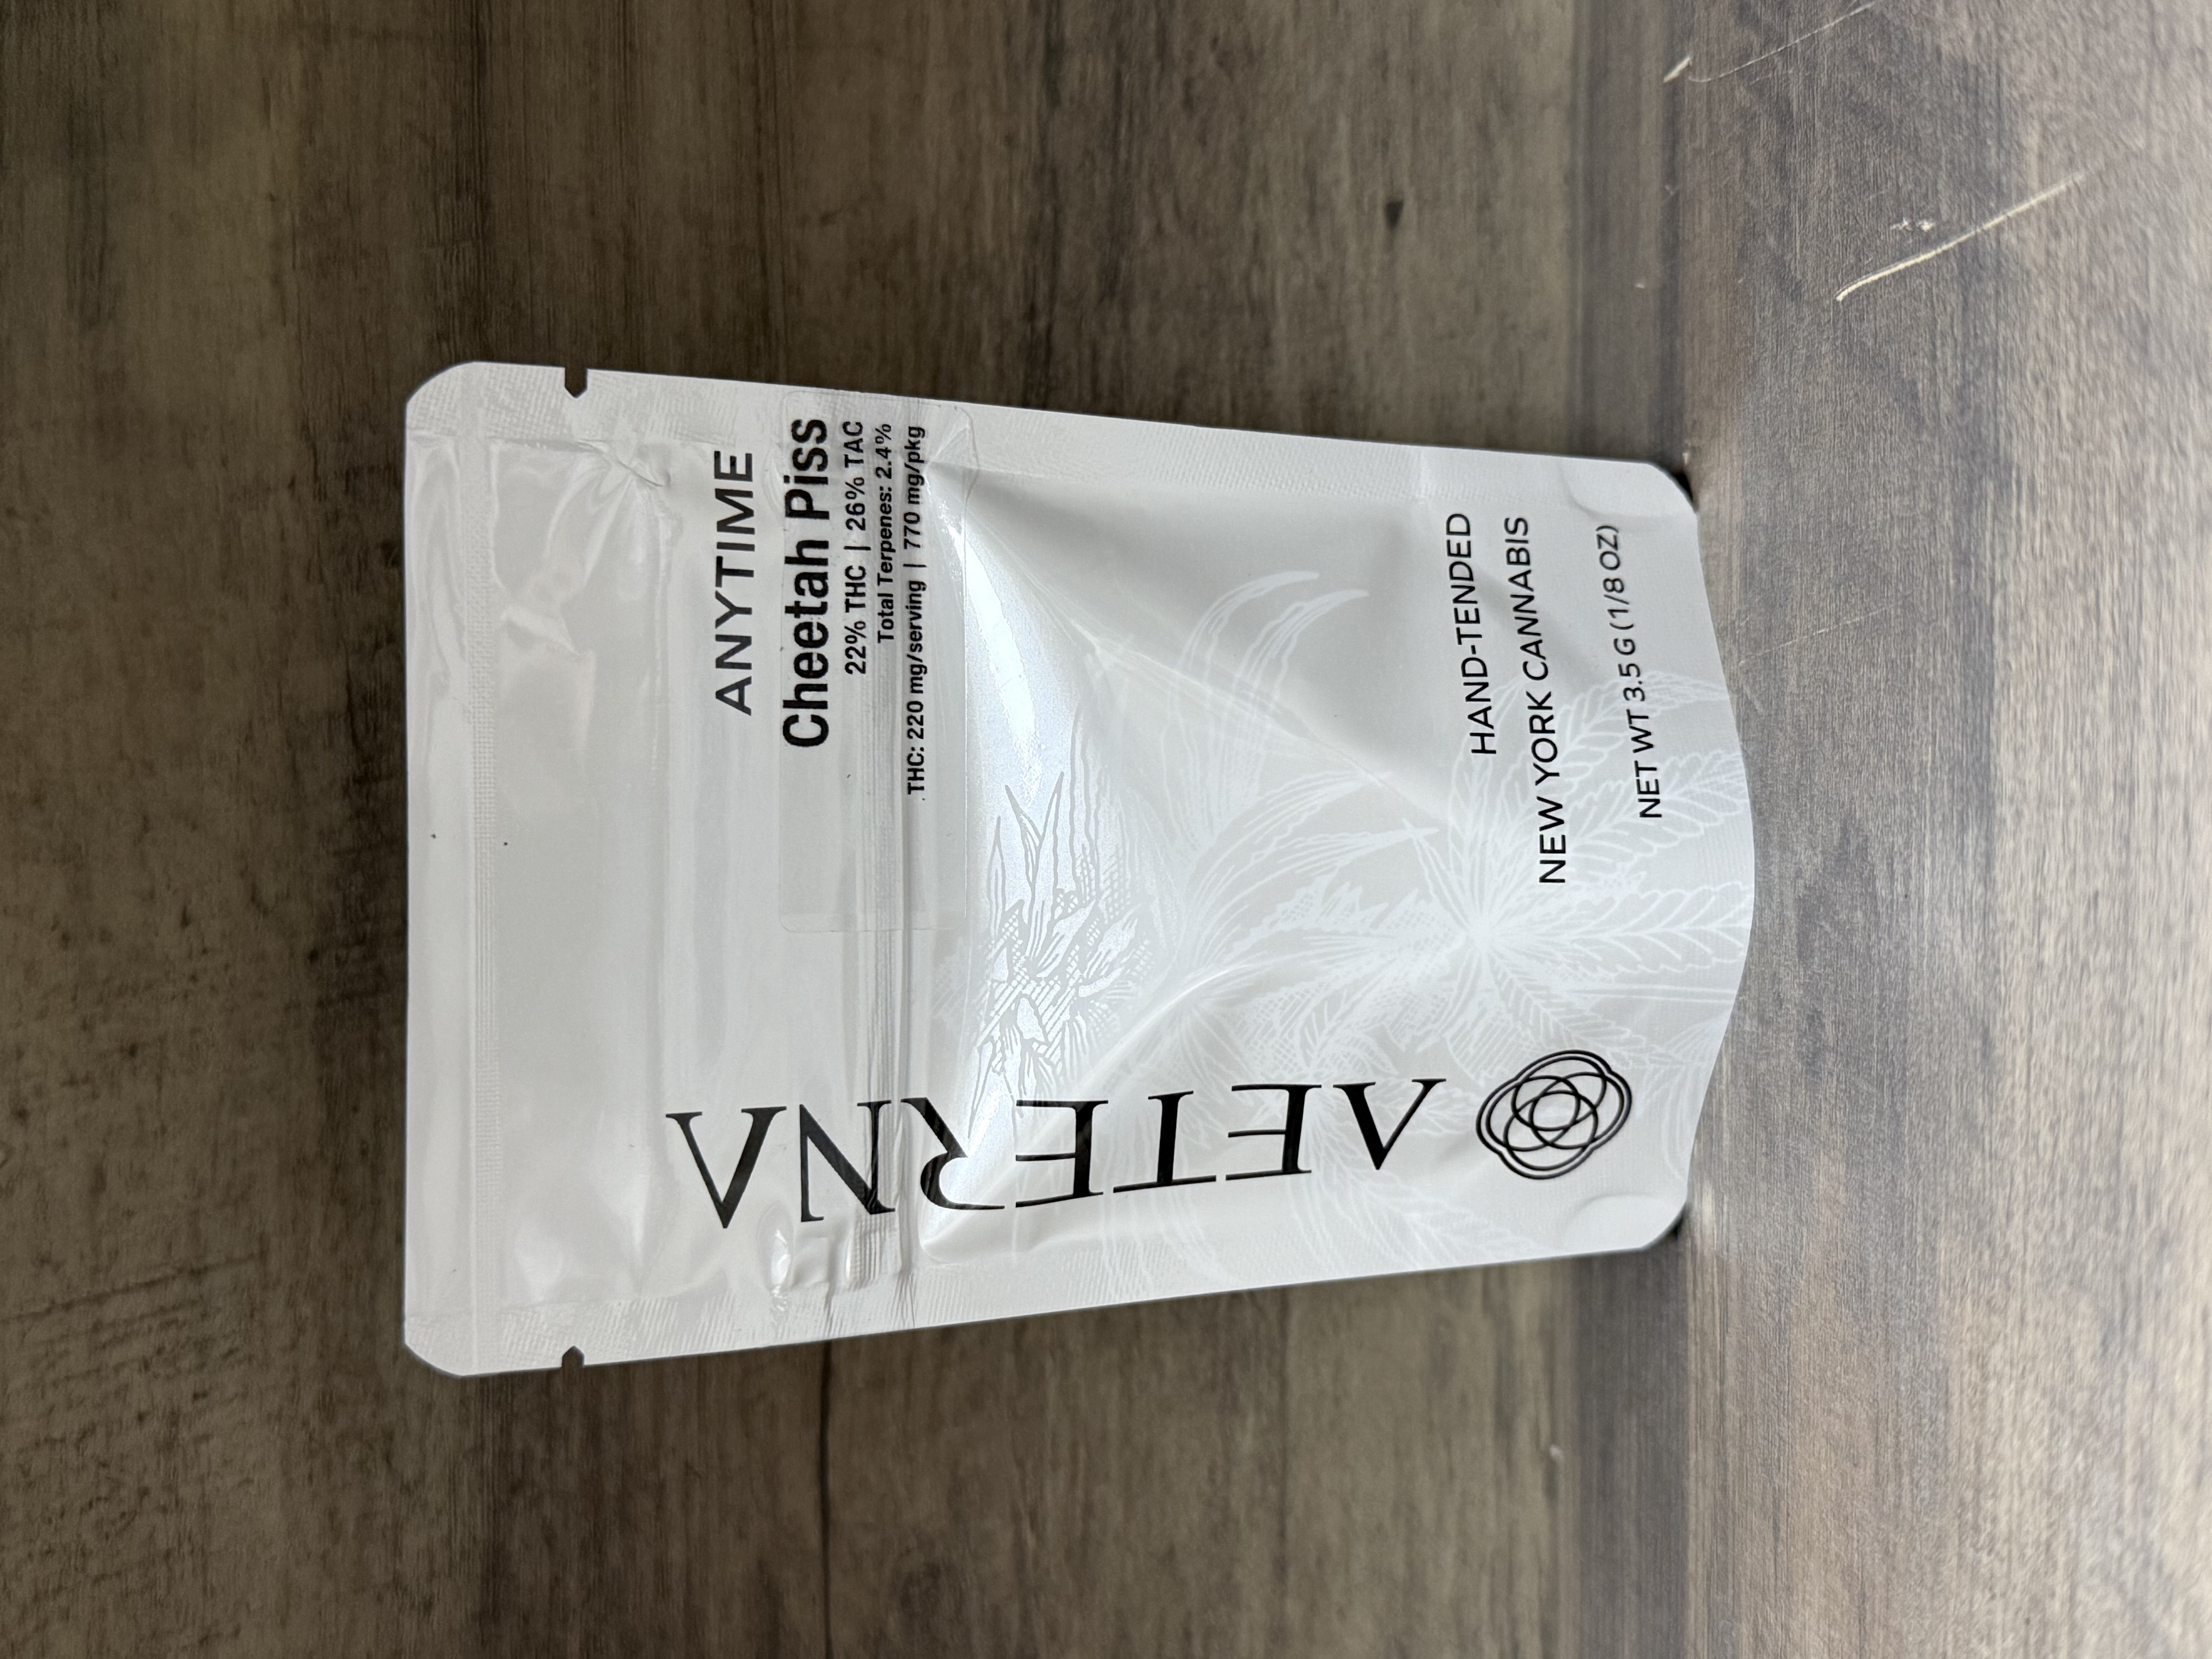 ANYTIME
Cheetah Piss
22% THC | 26% TAC
Total Terpenes: 2.4%
THC: 220 mg/serving | 770 mg/pkg
AETERNA
HAND-TENDED
NEW YORK CANNABIS
NET WT 3.5 G (1/8 OZ)